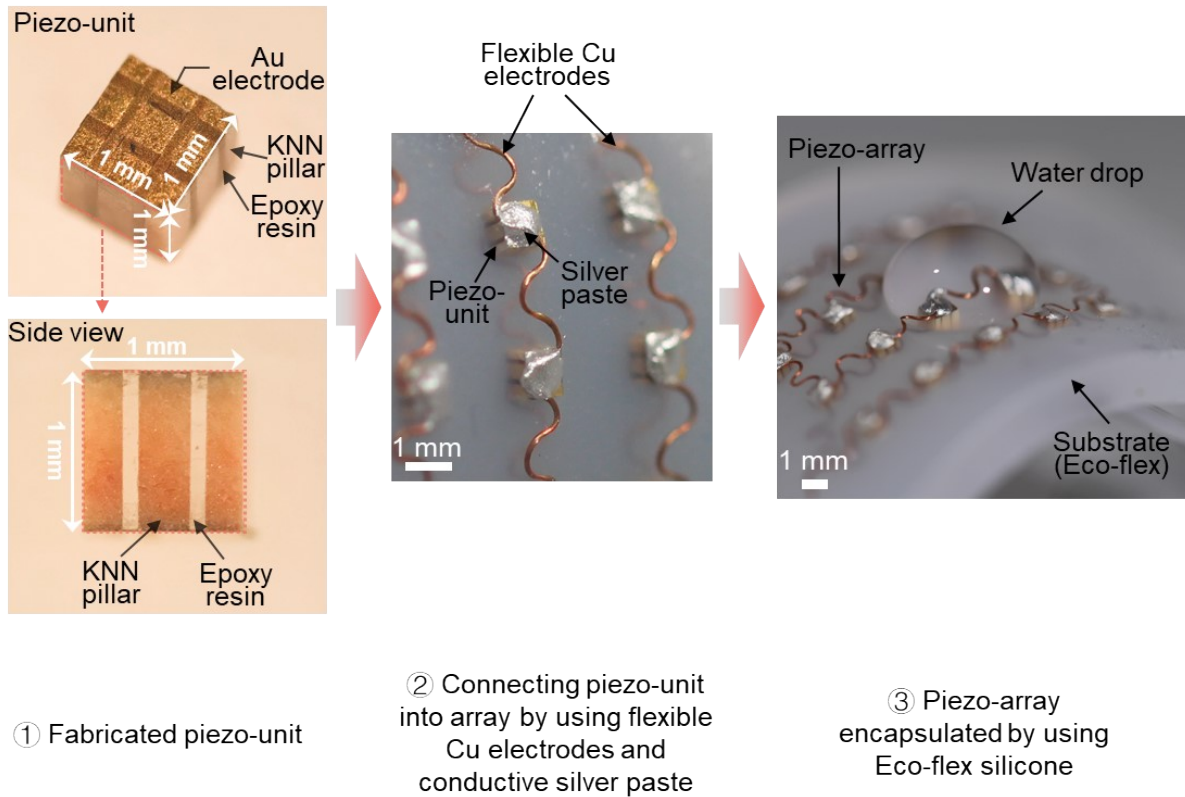 Piezo-unit
Au
electrode
KNN
pillar
Epoxy
resin
1 mm
1 mm
1 mm
Side view
1 mm
1 mm
KNN
pillar
Epoxy
resin
① Fabricated piezo-unit
Flexible Cu
electrodes
Silver
paste
Piezo-
unit
1 mm
② Connecting piezo-unit
into array by using flexible
Cu electrodes and
conductive silver paste
Piezo-array
Water drop
Substrate
(Eco-flex)
1 mm
③ Piezo-array
encapsulated by using
Eco-flex silicone